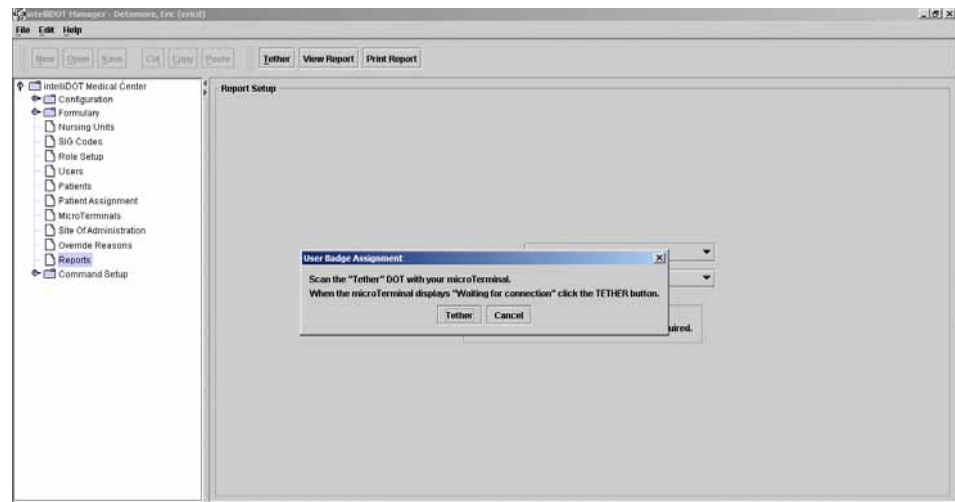 intelliDOT Manager - Detamore, Eric (ericd)
File Edit Help
New Open Save Cut Copy Paste Tether View Report Print Report
intelliDOT Medical Center
Configuration
Formulary
Nursing Units
SIG Codes
Role Setup
Users
Patients
Patient Assignment
MicroTerminals
Site Of Administration
Override Reasons
Reports
Command Setup
Report Setup
User Badge Assignment
Scan the "Tether" DOT with your microTerminal.
When the microTerminal displays "Waiting for connection" click the TETHER button.
Tether Cancel
uired.